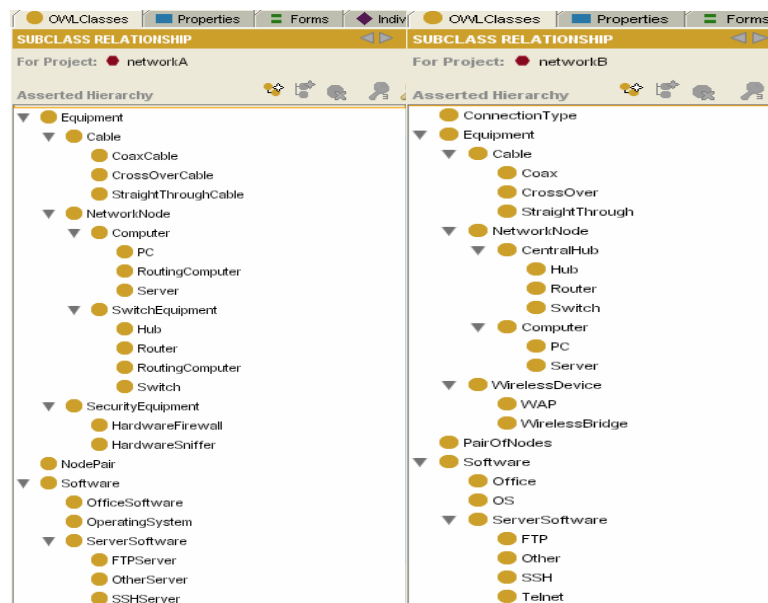 OWLClasses Properties Forms Indiv
SUBCLASS RELATIONSHIP
For Project: networkA
Asserted Hierarchy
Equipment
Cable
CoaxCable
CrossOverCable
StraightThroughCable
NetworkNode
Computer
PC
RoutingComputer
Server
SwitchEquipment
Hub
Router
RoutingComputer
Switch
SecurityEquipment
HardwareFirewall
HardwareSniffer
NodePair
Software
OfficeSoftware
OperatingSystem
ServerSoftware
FTPServer
OtherServer
SSHServer
OWLClasses Properties Forms
SUBCLASS RELATIONSHIP
For Project: networkB
Asserted Hierarchy
ConnectionType
Equipment
Cable
Coax
CrossOver
StraightThrough
NetworkNode
CentralHub
Hub
Router
Switch
Computer
PC
Server
WirelessDevice
WAP
WirelessBridge
PairOfNodes
Software
Office
OS
ServerSoftware
FTP
Other
SSH
Telnet